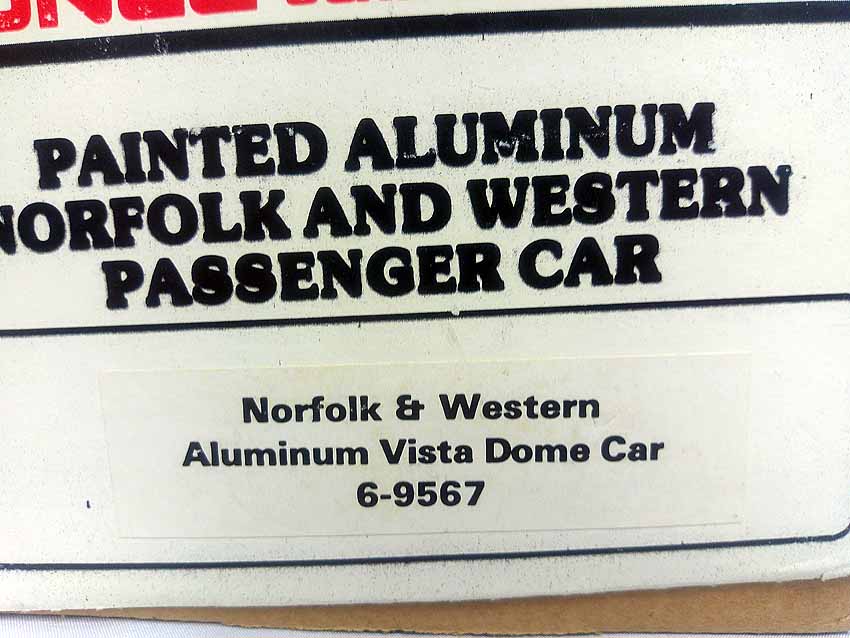 PAINTED ALUMINUM
NORFOLK AND WESTERN
PASSENGER CAR
Norfolk & Western
Aluminum Vista Dome Car
6-9567